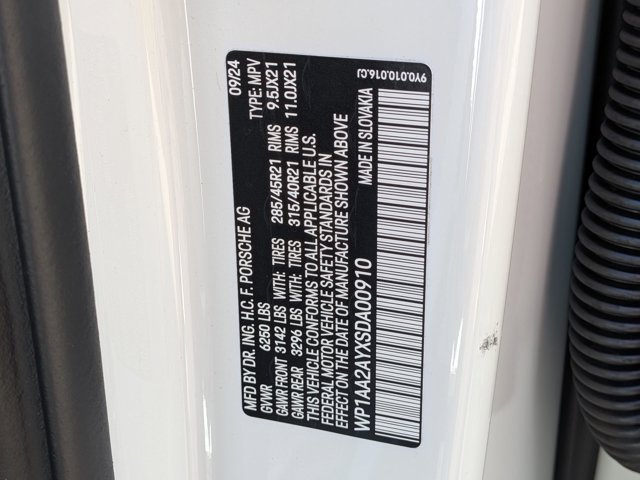 MFD BY DR. ING. H.C. F. PORSCHE AG 09/24
GVWR 6250 LBS TYPE: MPV
GAWR FRONT 3142 LBS WITH: TIRES 285/45R21 RIMS 9.5JX21
GAWR REAR 3296 LBS WITH: TIRES 315/40R21 RIMS 11.0JX21
THIS VEHICLE CONFORMS TO ALL APPLICABLE U.S.
FEDERAL MOTOR VEHICLE SAFETY STANDARDS IN
EFFECT ON THE DATE OF MANUFACTURE SHOWN ABOVE
WP1AA2AYXSDA00910 MADE IN SLOVAKIA
9Y0.010.016.CJ